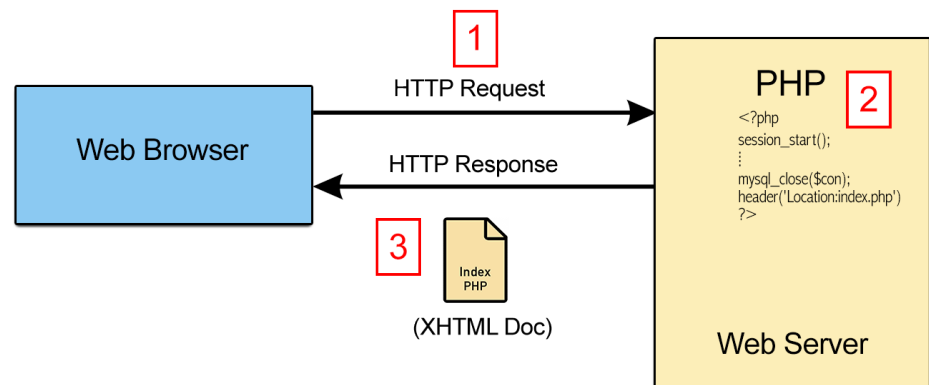 1
HTTP Request
Web Browser
HTTP Response
3
Index
PHP
(XHTML Doc)
PHP
2
<?php
session_start();
⋮
mysql_close($con);
header('Location:index.php')
?>
Web Server